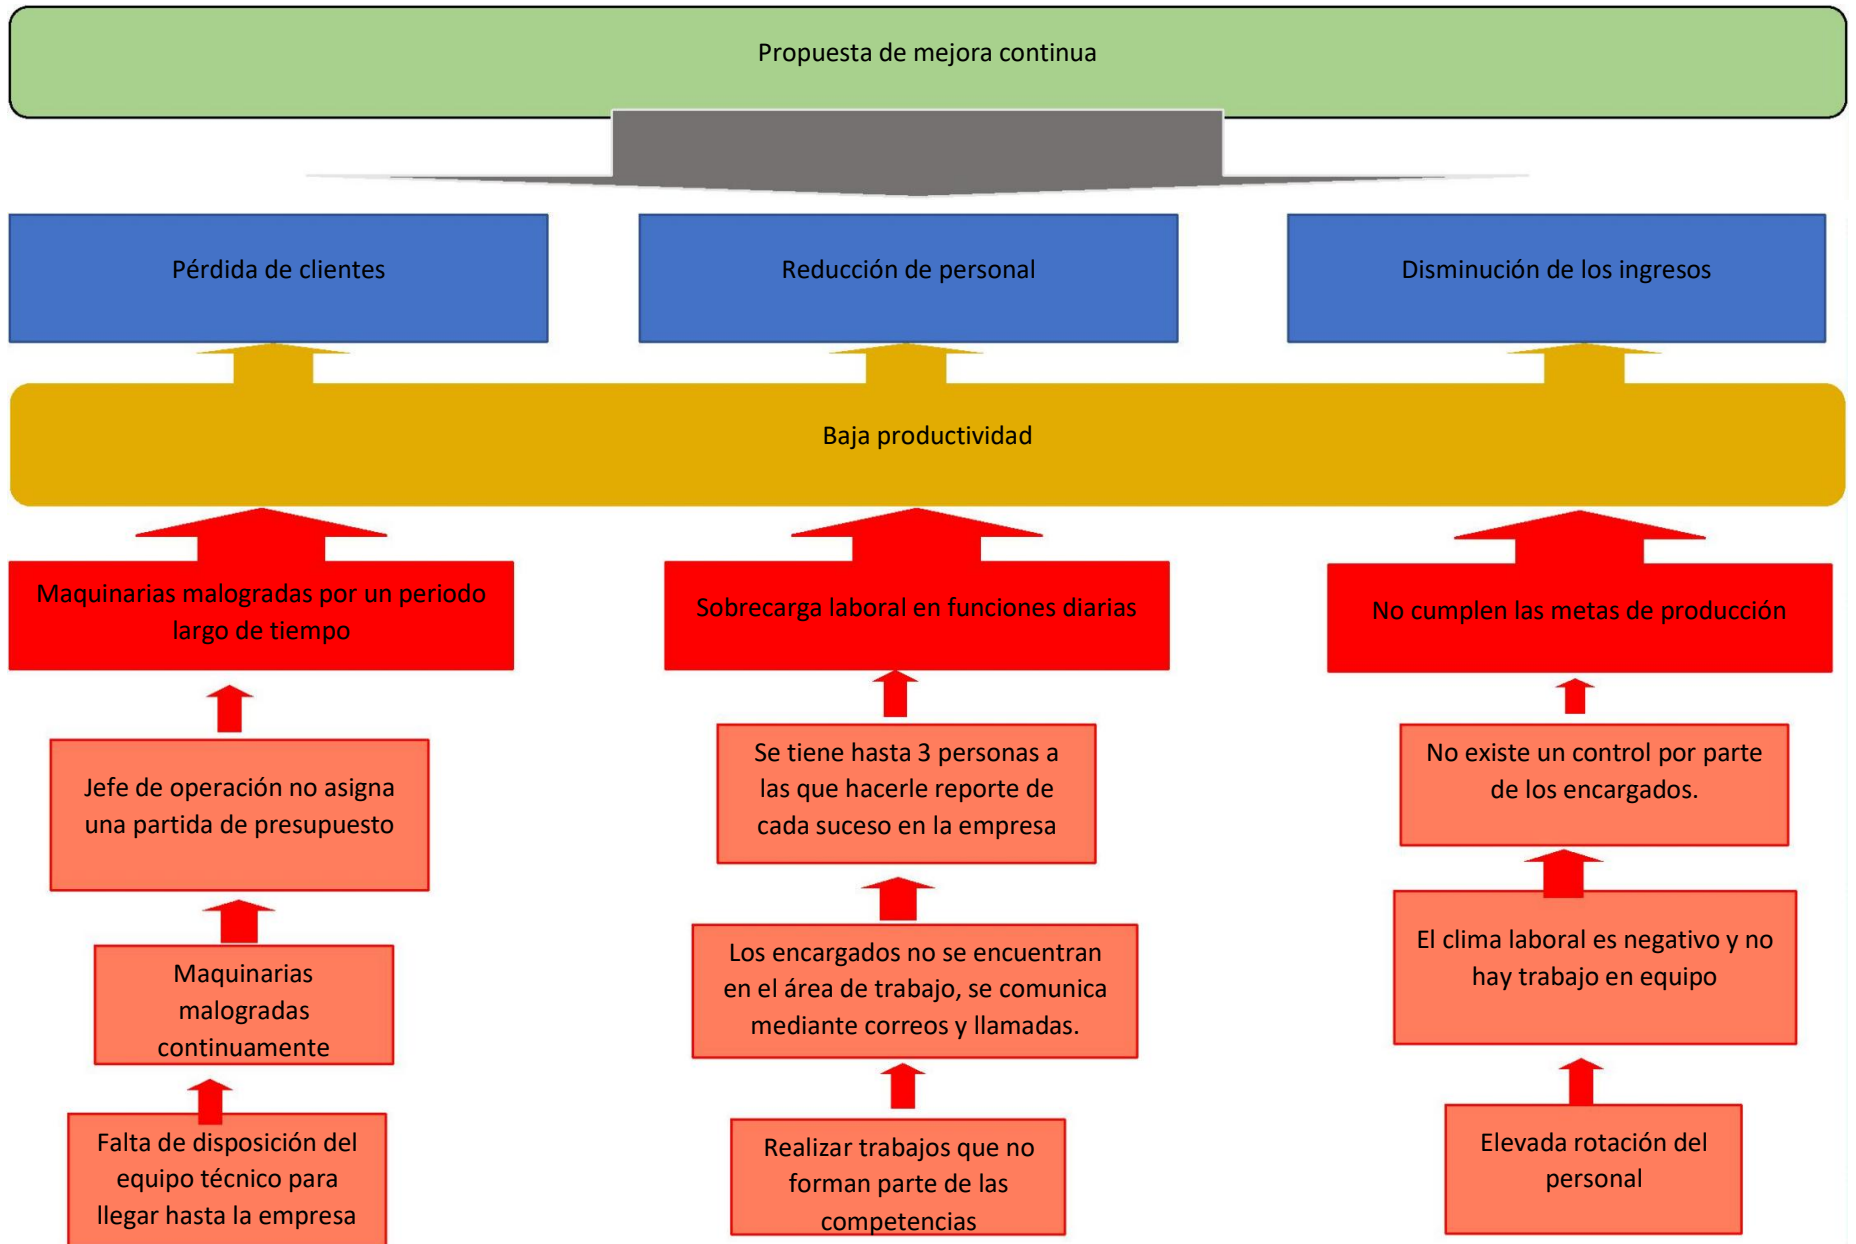 Propuesta de mejora continua
Pérdida de clientes
Reducción de personal
Disminución de los ingresos
Baja productividad
Maquinarias malogradas por un periodo
largo de tiempo
Sobrecarga laboral en funciones diarias
No cumplen las metas de producción
Jefe de operación no asigna
una partida de presupuesto
Se tiene hasta 3 personas a
las que hacerle reporte de
cada suceso en la empresa
No existe un control por parte
de los encargados.
Maquinarias
malogradas
continuamente
Los encargados no se encuentran
en el área de trabajo, se comunica
mediante correos y llamadas.
El clima laboral es negativo y no
hay trabajo en equipo
Falta de disposición del
equipo técnico para
llegar hasta la empresa
Realizar trabajos que no
forman parte de las
competencias
Elevada rotación del
personal